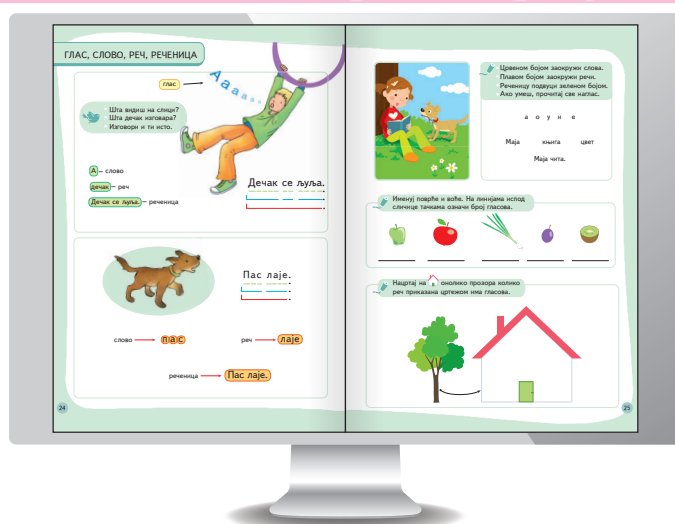 ГЛАС, СЛОВО, РЕЧ, РЕЧЕНИЦА
глас
А а а а а а
Шта видиш на слици?
Шта дечак изговара?
Изговори и ти исто.
А – слово
дечак – реч
Дечак се љуља. – реченица
Дечак се љуља.
Пас лаје.
слово → пас
реч → лаје
реченица → Пас лаје.
24
Црвеном бојом заокружи слова.
Плавом бојом заокружи речи.
Реченицу подвуци зеленом бојом.
Ако умеш, прочитај све наглас.
а о у и е
Маја књига цвет
Маја чита.
Именуј поврће и воће. На линијама испод
сличице тачкама означи број гласова.
Нацртај на онолико прозора колико
реч приказана цртежом има гласова.
25